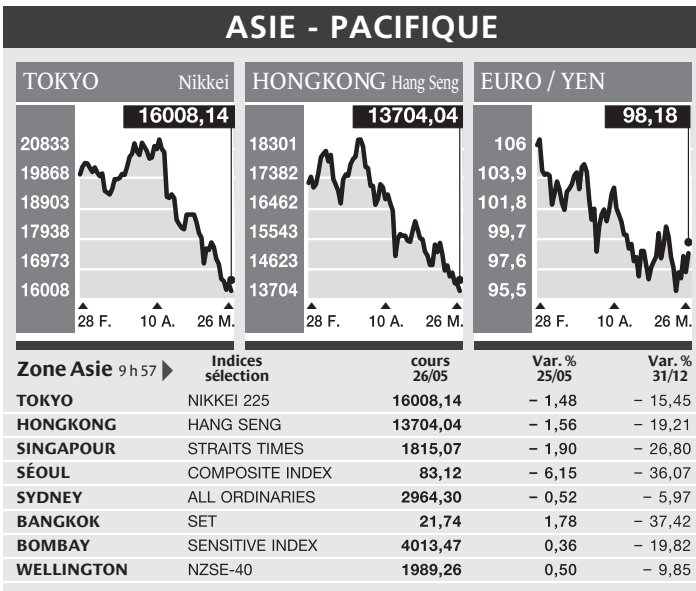 ASIE - PACIFIQUE
TOKYO Nikkei
16008,14
20833
19868
18903
17938
16973
16008
28 F. 10 A. 26 M.
HONGKONG Hang Seng
13704,04
18301
17382
16462
15543
14623
13704
28 F. 10 A. 26 M.
EURO / YEN
98,18
106
103,9
101,8
99,7
97,6
95,5
28 F. 10 A. 26 M.
Zone Asie 9 h 57 Indices sélection cours 26/05 Var. % 25/05 Var. % 31/12
TOKYO NIKKEI 225 16008,14 – 1,48 – 15,45
HONGKONG HANG SENG 13704,04 – 1,56 – 19,21
SINGAPOUR STRAITS TIMES 1815,07 – 1,90 – 26,80
SÉOUL COMPOSITE INDEX 83,12 – 6,15 – 36,07
SYDNEY ALL ORDINARIES 2964,30 – 0,52 – 5,97
BANGKOK SET 21,74 1,78 – 37,42
BOMBAY SENSITIVE INDEX 4013,47 0,36 – 19,82
WELLINGTON NZSE-40 1989,26 0,50 – 9,85